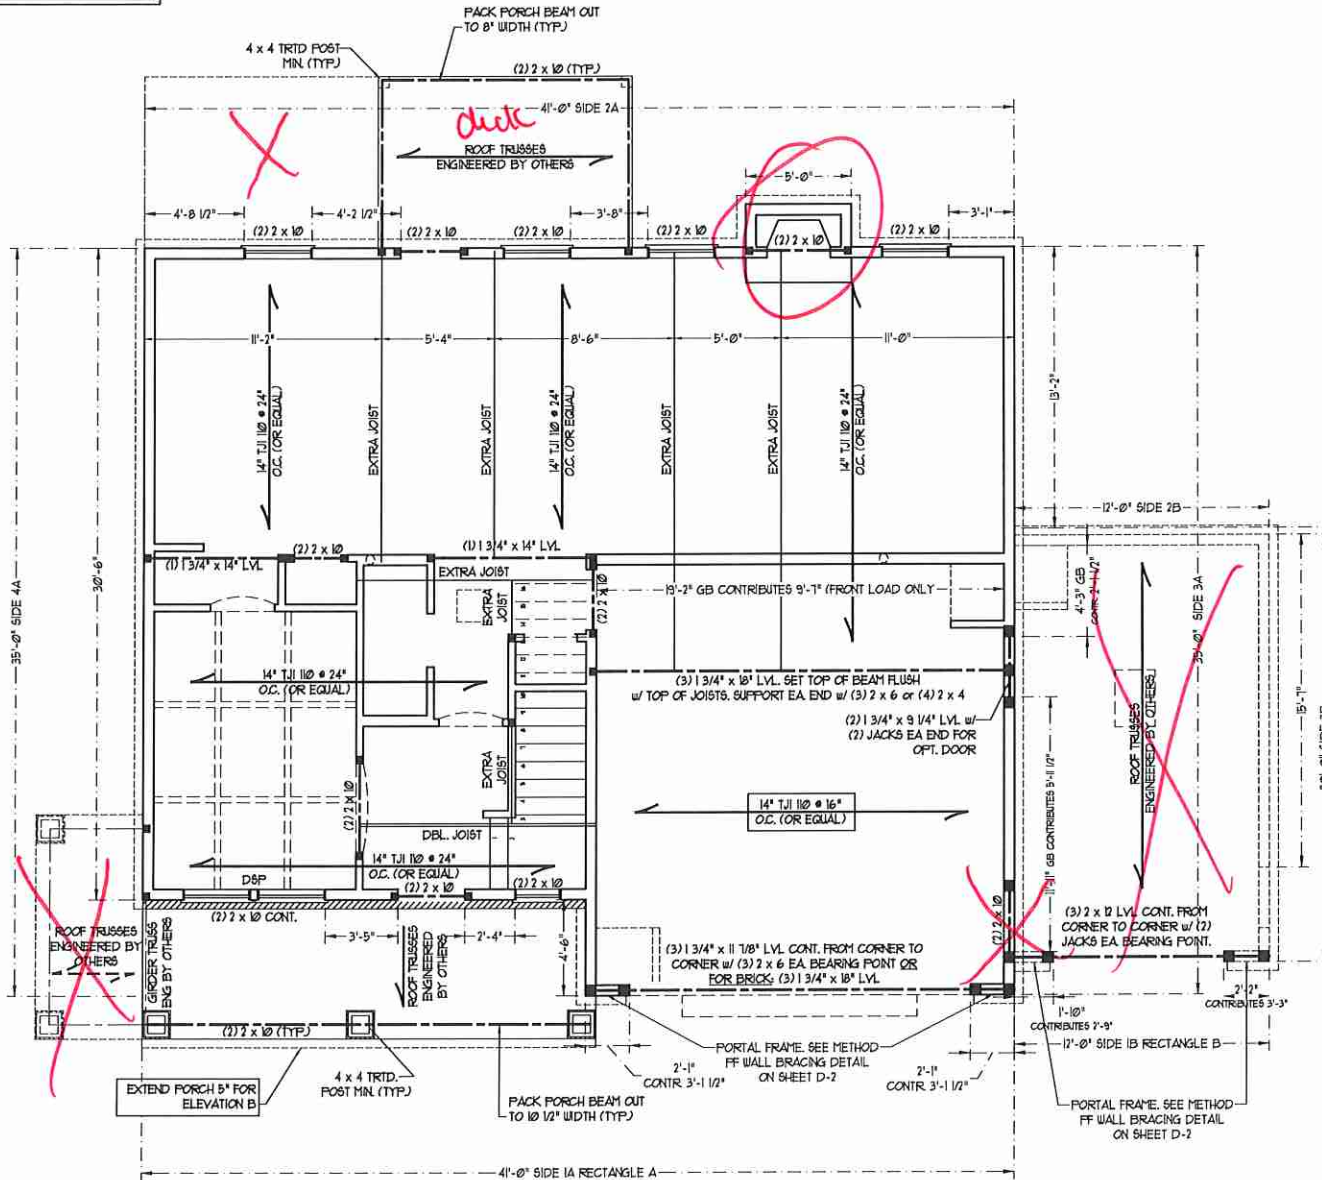 PACK PORCH BEAM OUT
TO 8" WIDTH (TYP.)
4 x 4 TRTD POST
MIN. (TYP.)
(2) 2 x 10 (TYP.)
41'-0" SIDE 2A
deck
ROOF TRUSSES
ENGINEERED BY OTHERS
5'-0"
4'-8 1/2"
4'-2 1/2"
3'-8"
3'-1"
(2) 2 x 10
(2) 2 x 10
(2) 2 x 10
(2) 2 x 10
(2) 2 x 10
(2) 2 x 10
11'-2"
5'-4"
8'-6"
5'-0"
11'-0"
14" TJI 110 @ 24"
O.C. (OR EQUAL)
EXTRA JOIST
EXTRA JOIST
14" TJI 110 @ 24"
O.C. (OR EQUAL)
EXTRA JOIST
EXTRA JOIST
14" TJI 110 @ 24"
O.C. (OR EQUAL)
13'-2"
35'-0" SIDE 4A
30'-6"
12'-0" SIDE 2B
(1) 1 3/4" x 14" LVL
(2) 2 x 10
(1) 1 3/4" x 14" LVL
EXTRA JOIST
EXTRA
JOIST
(2) 2 x 10
19'-2" GB CONTRIBUTES 9'-7" (FRONT LOAD ONLY
4'-3" GB
CONTR. 2'-1 1/2"
35'-0" SIDE 3A
15'-7"
14" TJI 110 @ 24"
O.C. (OR EQUAL)
(3) 1 3/4" x 18" LVL. SET TOP OF BEAM FLUSH
w/ TOP OF JOISTS. SUPPORT EA. END w/ (3) 2 x 6 or (4) 2 x 4
(2) 1 3/4" x 9 1/4" LVL w/
(2) JACKS EA END FOR
OPT. DOOR
ROOF TRUSSES
ENGINEERED BY OTHERS
EXTRA
JOIST
(2) 2 x 10
14" TJI 110 @ 16"
O.C. (OR EQUAL)
11'-11" GB CONTRIBUTES 5'-11 1/2"
DBL. JOIST
14" TJI 110 @ 24"
O.C. (OR EQUAL)
DSP
(2) 2 x 10
(2) 2 x 10
(2) 2 x 10 CONT.
3'-5"
2'-4"
4'-6"
ROOF TRUSSES
ENGINEERED BY
OTHERS
GIRDER TRUSS
ENG BY OTHERS
ROOF TRUSSES
ENGINEERED
BY OTHERS
(2) 2 x 10
(3) 2 x 12 LVL CONT. FROM
CORNER TO CORNER w/ (2)
JACKS EA. BEARING POINT.
(3) 1 3/4" x 11 7/8" LVL CONT. FROM CORNER TO
CORNER w/ (3) 2 x 6 EA. BEARING POINT OR
FOR BRICK: (3) 1 3/4" x 18" LVL
2'-2"
CONTRIBUTES 3'-3"
1'-10"
CONTRIBUTES 2'-9"
(2) 2 x 10 (TYP.)
12'-0" SIDE 1B RECTANGLE B
PORTAL FRAME. SEE METHOD
PF WALL BRACING DETAIL
ON SHEET D-2
2'-1"
CONTR. 3'-1 1/2"
2'-1"
CONTR. 3'-1 1/2"
EXTEND PORCH 5" FOR
ELEVATION B
4 x 4 TRTD.
POST MIN. (TYP.)
PACK PORCH BEAM OUT
TO 10 1/2" WIDTH (TYP.)
PORTAL FRAME. SEE METHOD
PF WALL BRACING DETAIL
ON SHEET D-2
41'-0" SIDE 1A RECTANGLE A